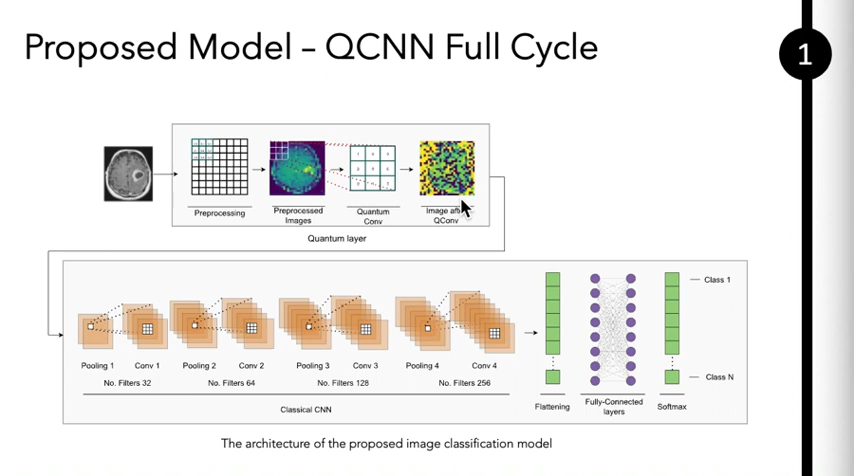 Proposed Model – QCNN Full Cycle
1
Preprocessing
Preprocessed
Images
Quantum
Conv
Image after
QConv
Quantum layer
Pooling 1
Conv 1
Pooling 2
Conv 2
Pooling 3
Conv 3
Pooling 4
Conv 4
No. Filters 32
No. Filters 64
No. Filters 128
No. Filters 256
Classical CNN
Flattening
Fully-Connected
layers
Softmax
Class 1
Class N
The architecture of the proposed image classification model